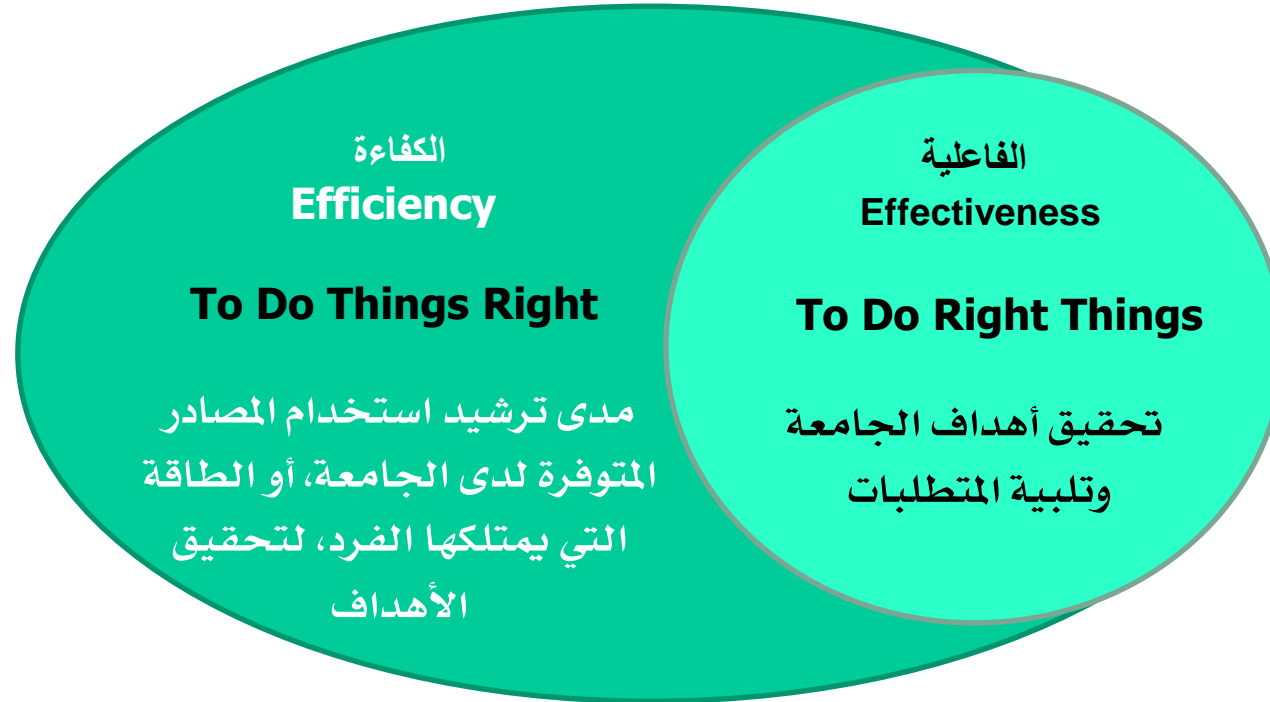 الكفاءة
Efficiency
To Do Things Right
مدى ترشيد استخدام المصادر
المتوفرة لدى الجامعة، أو الطاقة
التي يمتلكها الفرد، لتحقيق
الأهداف
الفاعلية
Effectiveness
To Do Right Things
تحقيق أهداف الجامعة
وتلبية المتطلبات